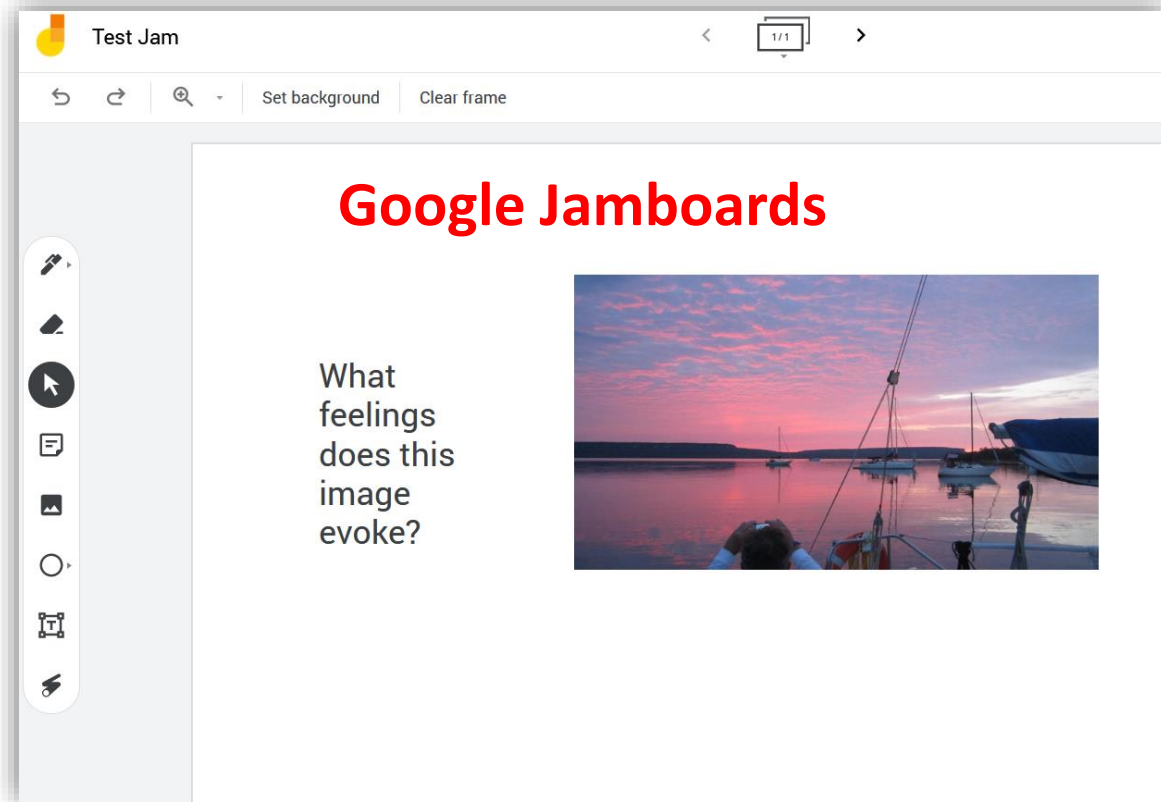 Test Jam
1/1
Set background
Clear frame
Google Jamboards
What
feelings
does this
image
evoke?